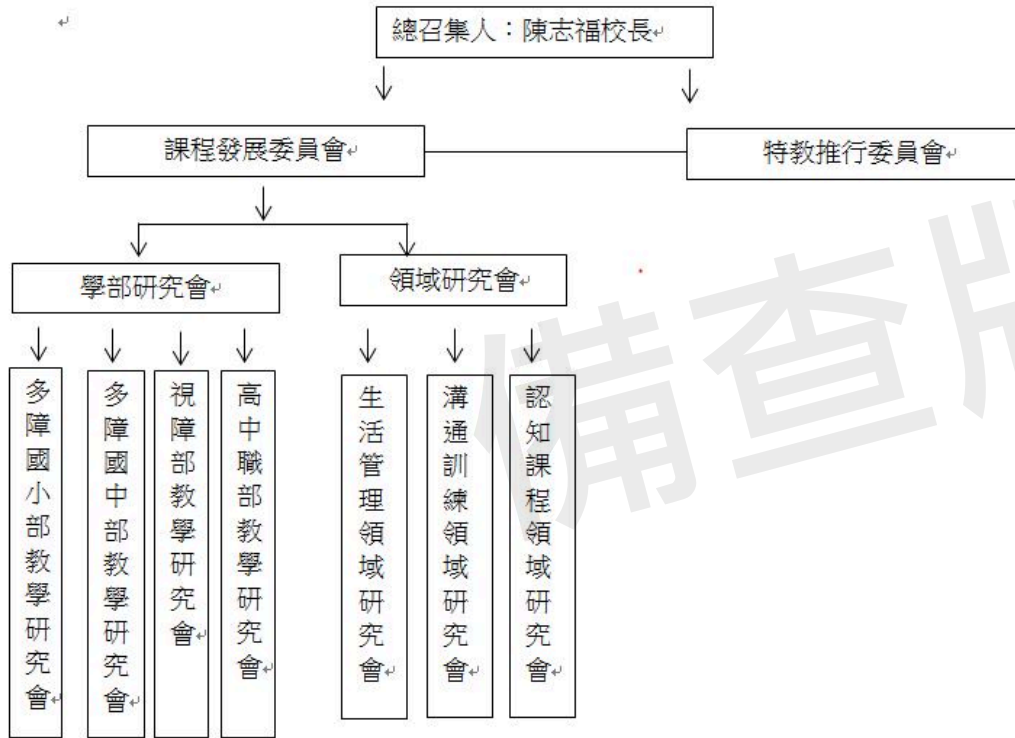 總召集人：陳志福校長
課程發展委員會
特教推行委員會
學部研究會
領域研究會
多障國小部教學研究會
多障國中部教學研究會
視障部教學研究會
高中職部教學研究會
生活管理領域研究會
溝通訓練領域研究會
認知課程領域研究會
備查版